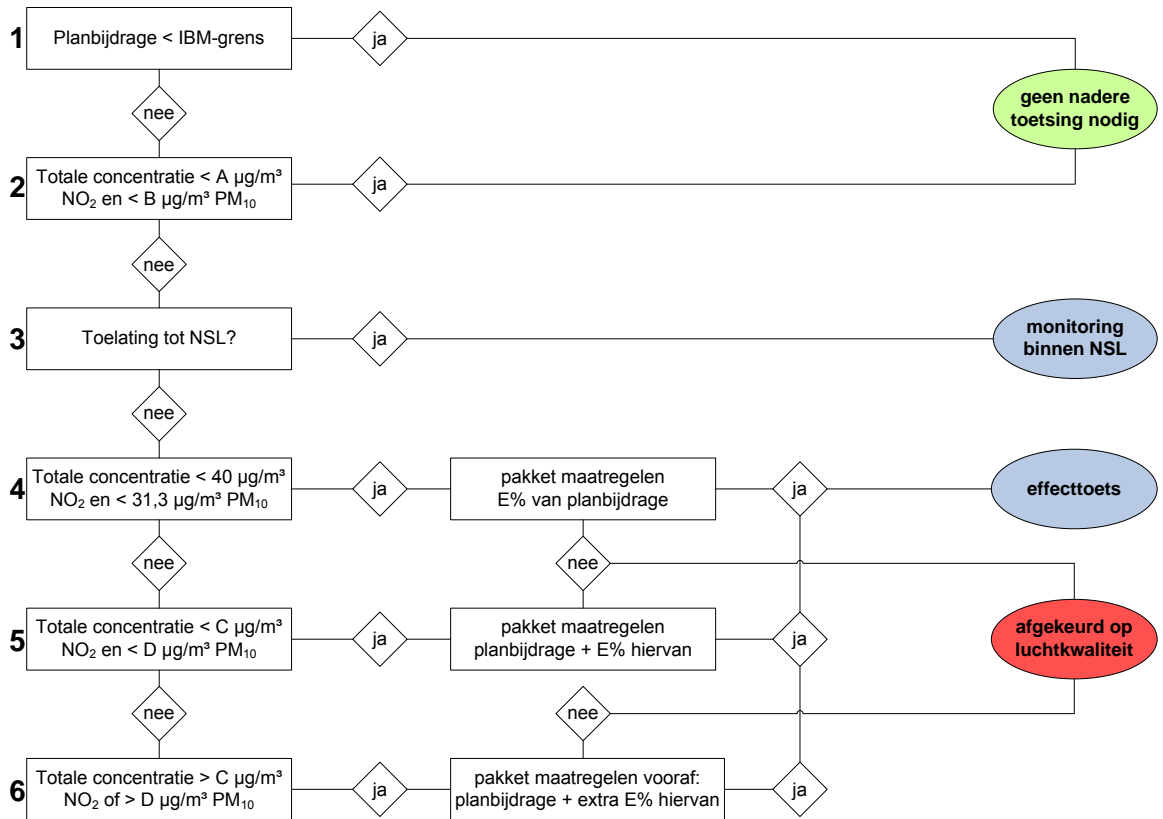 1
Planbijdrage < IBM-grens
ja
geen nadere
toetsing nodig
nee
2
Totale concentratie < A µg/m³
NO₂ en < B µg/m³ PM₁₀
ja
nee
3
Toelating tot NSL?
ja
monitoring
binnen NSL
nee
4
Totale concentratie < 40 µg/m³
NO₂ en < 31,3 µg/m³ PM₁₀
ja
pakket maatregelen
E% van planbijdrage
ja
effecttoets
nee
nee
5
Totale concentratie < C µg/m³
NO₂ en < D µg/m³ PM₁₀
ja
pakket maatregelen
planbijdrage + E% hiervan
ja
afgekeurd op
luchtkwaliteit
nee
nee
6
Totale concentratie > C µg/m³
NO₂ of > D µg/m³ PM₁₀
ja
pakket maatregelen vooraf:
planbijdrage + extra E% hiervan
ja